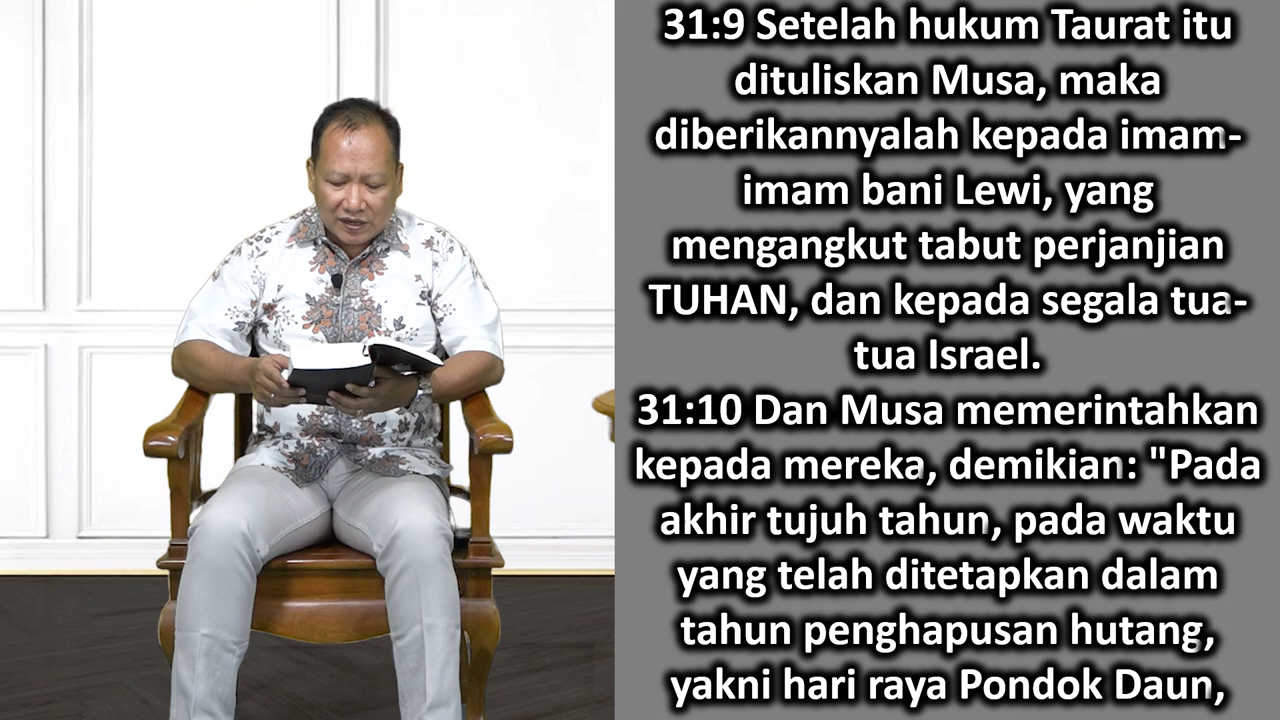 31:9 Setelah hukum Taurat itu
dituliskan Musa, maka
diberikannyalah kepada imam-
imam bani Lewi, yang
mengangkut tabut perjanjian
TUHAN, dan kepada segala tua-
tua Israel.
31:10 Dan Musa memerintahkan
kepada mereka, demikian: "Pada
akhir tujuh tahun, pada waktu
yang telah ditetapkan dalam
tahun penghapusan hutang,
yakni hari raya Pondok Daun,